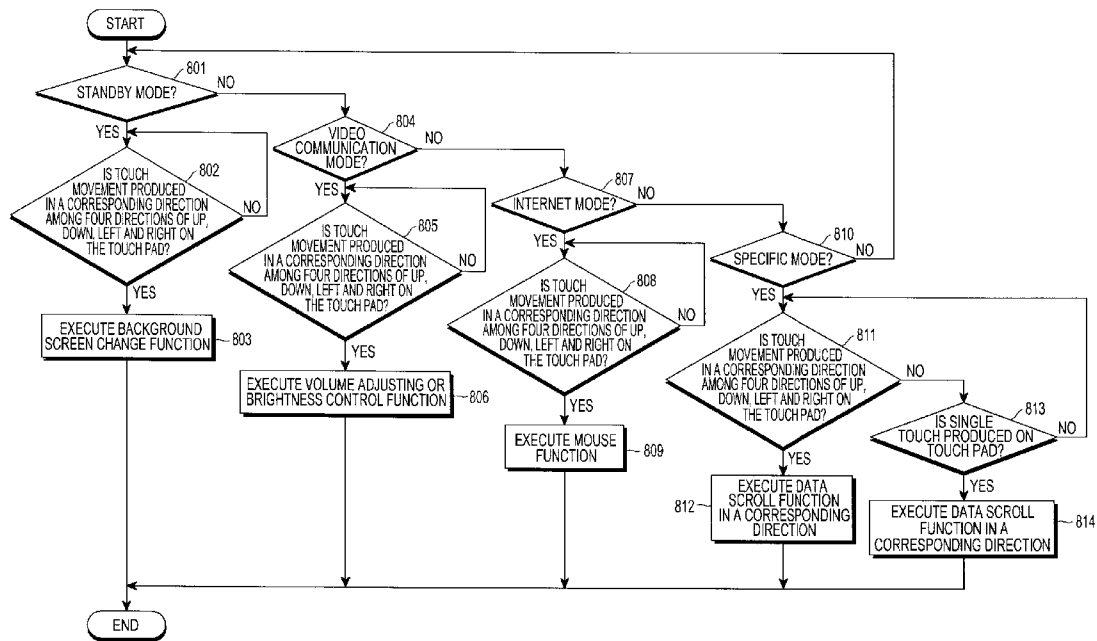 START
801
STANDBY MODE?
NO
YES
802
IS TOUCH
MOVEMENT PRODUCED
IN A CORRESPONDING DIRECTION
AMONG FOUR DIRECTIONS OF UP,
DOWN, LEFT AND RIGHT ON
THE TOUCH PAD?
NO
YES
EXECUTE BACKGROUND
SCREEN CHANGE FUNCTION
803
804
VIDEO
COMMUNICATION
MODE?
NO
YES
805
IS TOUCH
MOVEMENT PRODUCED
IN A CORRESPONDING DIRECTION
AMONG FOUR DIRECTIONS OF UP,
DOWN, LEFT AND RIGHT ON
THE TOUCH PAD?
NO
YES
EXECUTE VOLUME ADJUSTING OR
BRIGHTNESS CONTROL FUNCTION
806
807
INTERNET MODE?
NO
YES
808
IS TOUCH
MOVEMENT PRODUCED
IN A CORRESPONDING DIRECTION
AMONG FOUR DIRECTIONS OF UP,
DOWN, LEFT AND RIGHT ON
THE TOUCH PAD?
NO
YES
EXECUTE MOUSE
FUNCTION
809
810
SPECIFIC MODE?
NO
YES
811
IS TOUCH
MOVEMENT PRODUCED
IN A CORRESPONDING DIRECTION
AMONG FOUR DIRECTIONS OF UP,
DOWN, LEFT AND RIGHT ON
THE TOUCH PAD?
NO
YES
812
EXECUTE DATA
SCROLL FUNCTION
IN A CORRESPONDING
DIRECTION
813
IS SINGLE
TOUCH PRODUCED ON
TOUCH PAD?
NO
YES
EXECUTE DATA SCROLL
FUNCTION IN A
CORRESPONDING DIRECTION
814
END